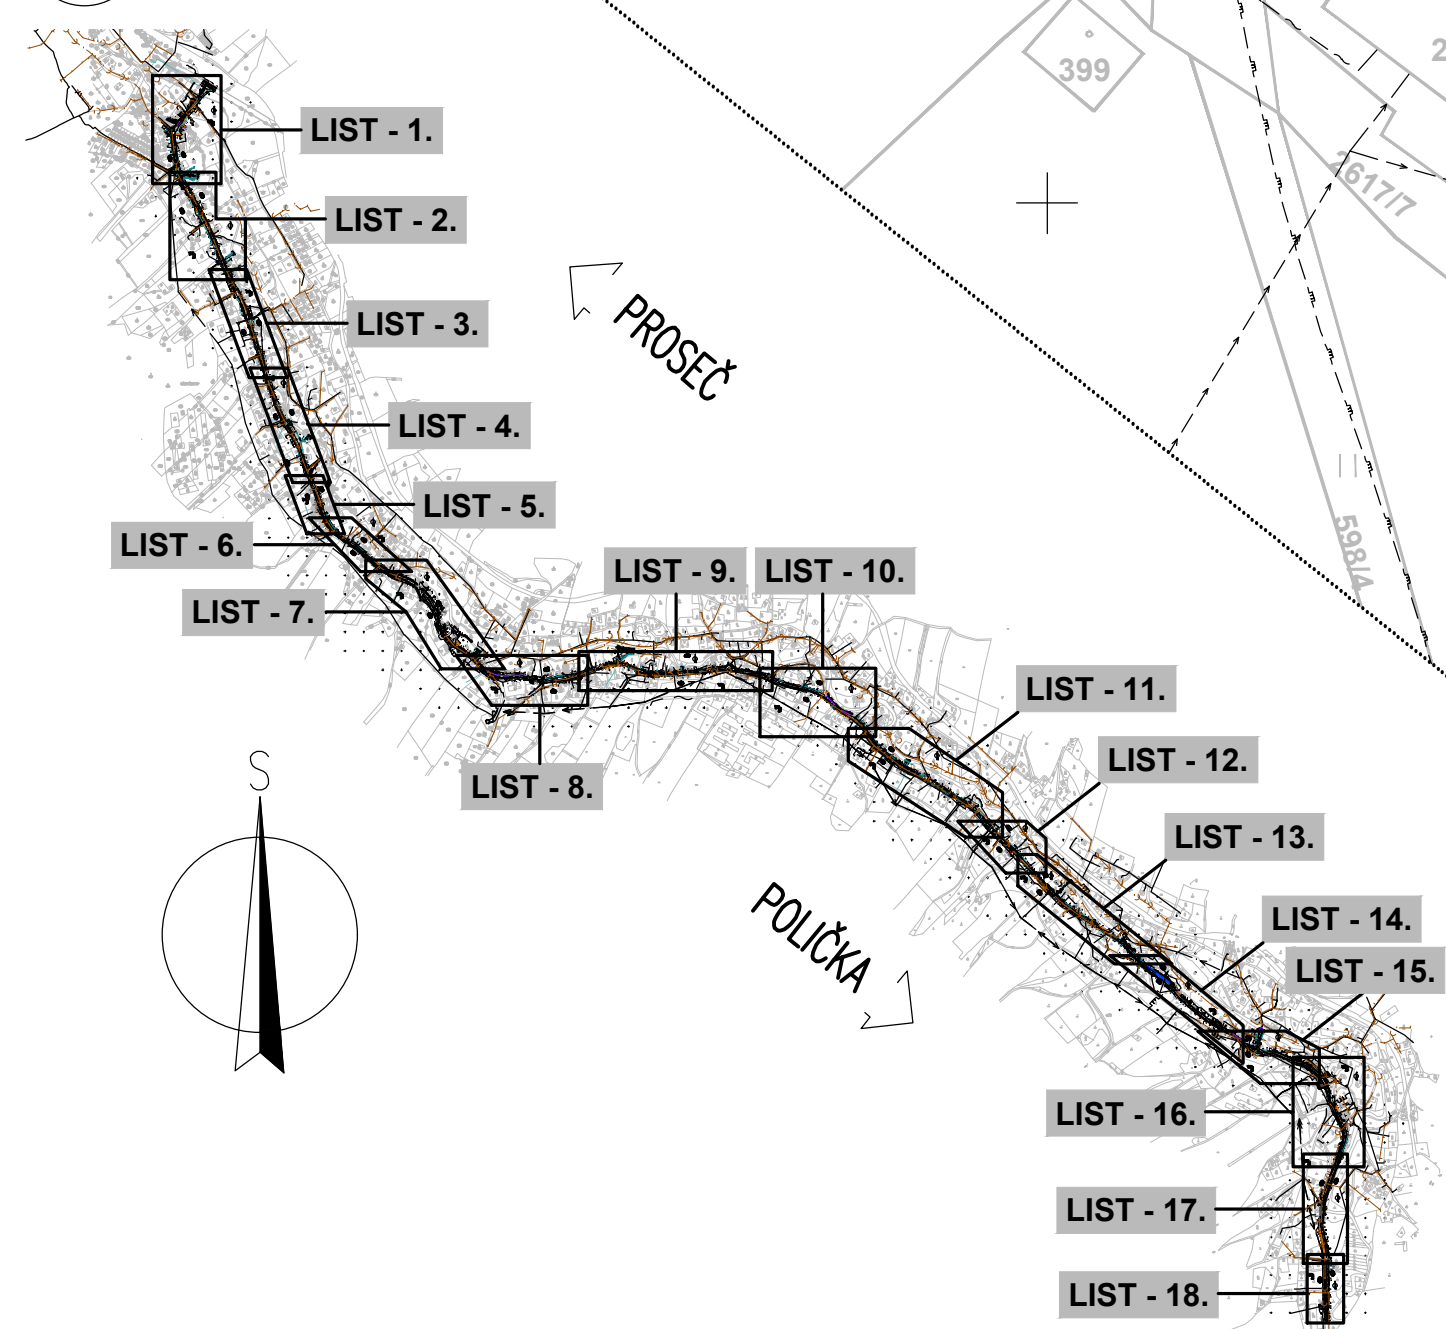 399
2617/7
2
LIST - 1.
LIST - 2.
LIST - 3.
PROSEČ
LIST - 4.
LIST - 5.
598/4
LIST - 6.
LIST - 7.
LIST - 9.
LIST - 10.
LIST - 11.
LIST - 12.
S
LIST - 8.
LIST - 13.
POLIČKA
LIST - 14.
LIST - 15.
LIST - 16.
LIST - 17.
LIST - 18.